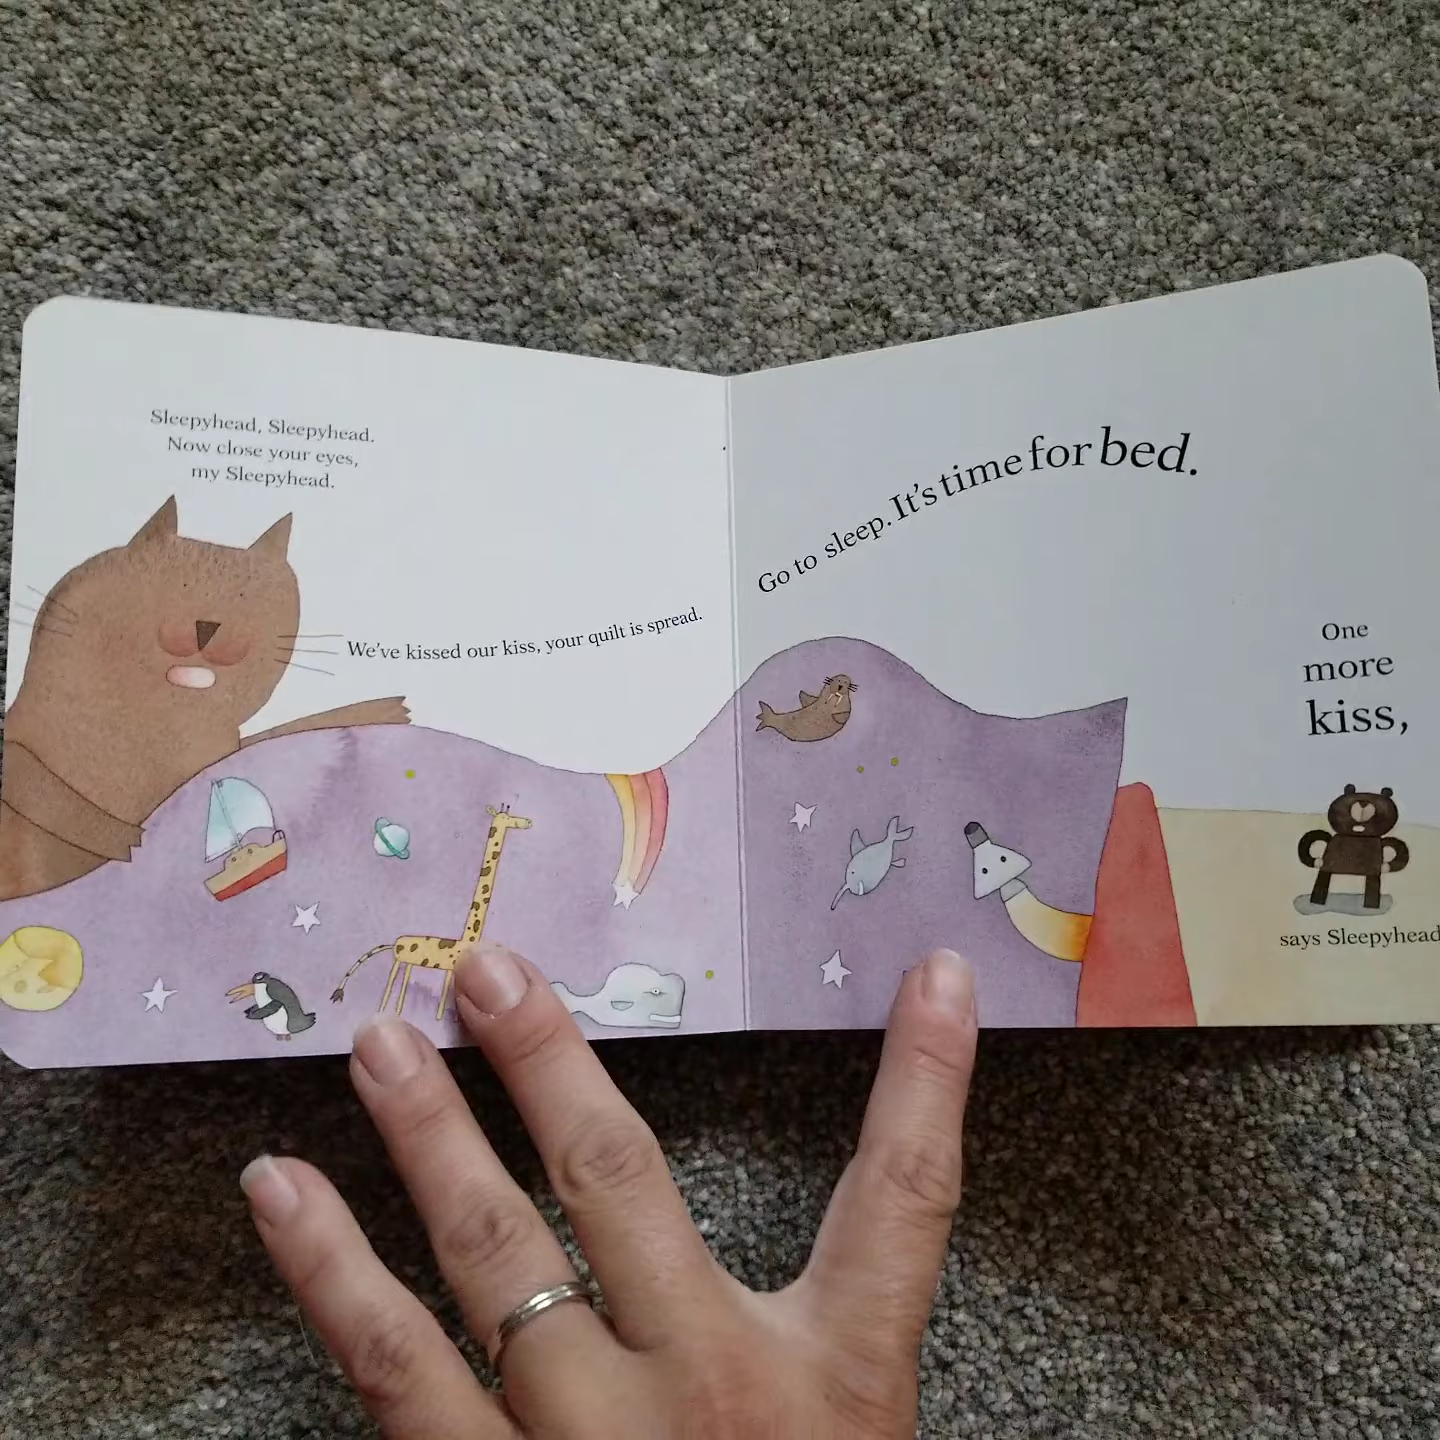 Sleepyhead, Sleepyhead.
Now close your eyes,
my Sleepyhead.
We've kissed our kiss, your quilt is spread.
Go to sleep. It's time for bed.
One
more
kiss,
says Sleepyhead